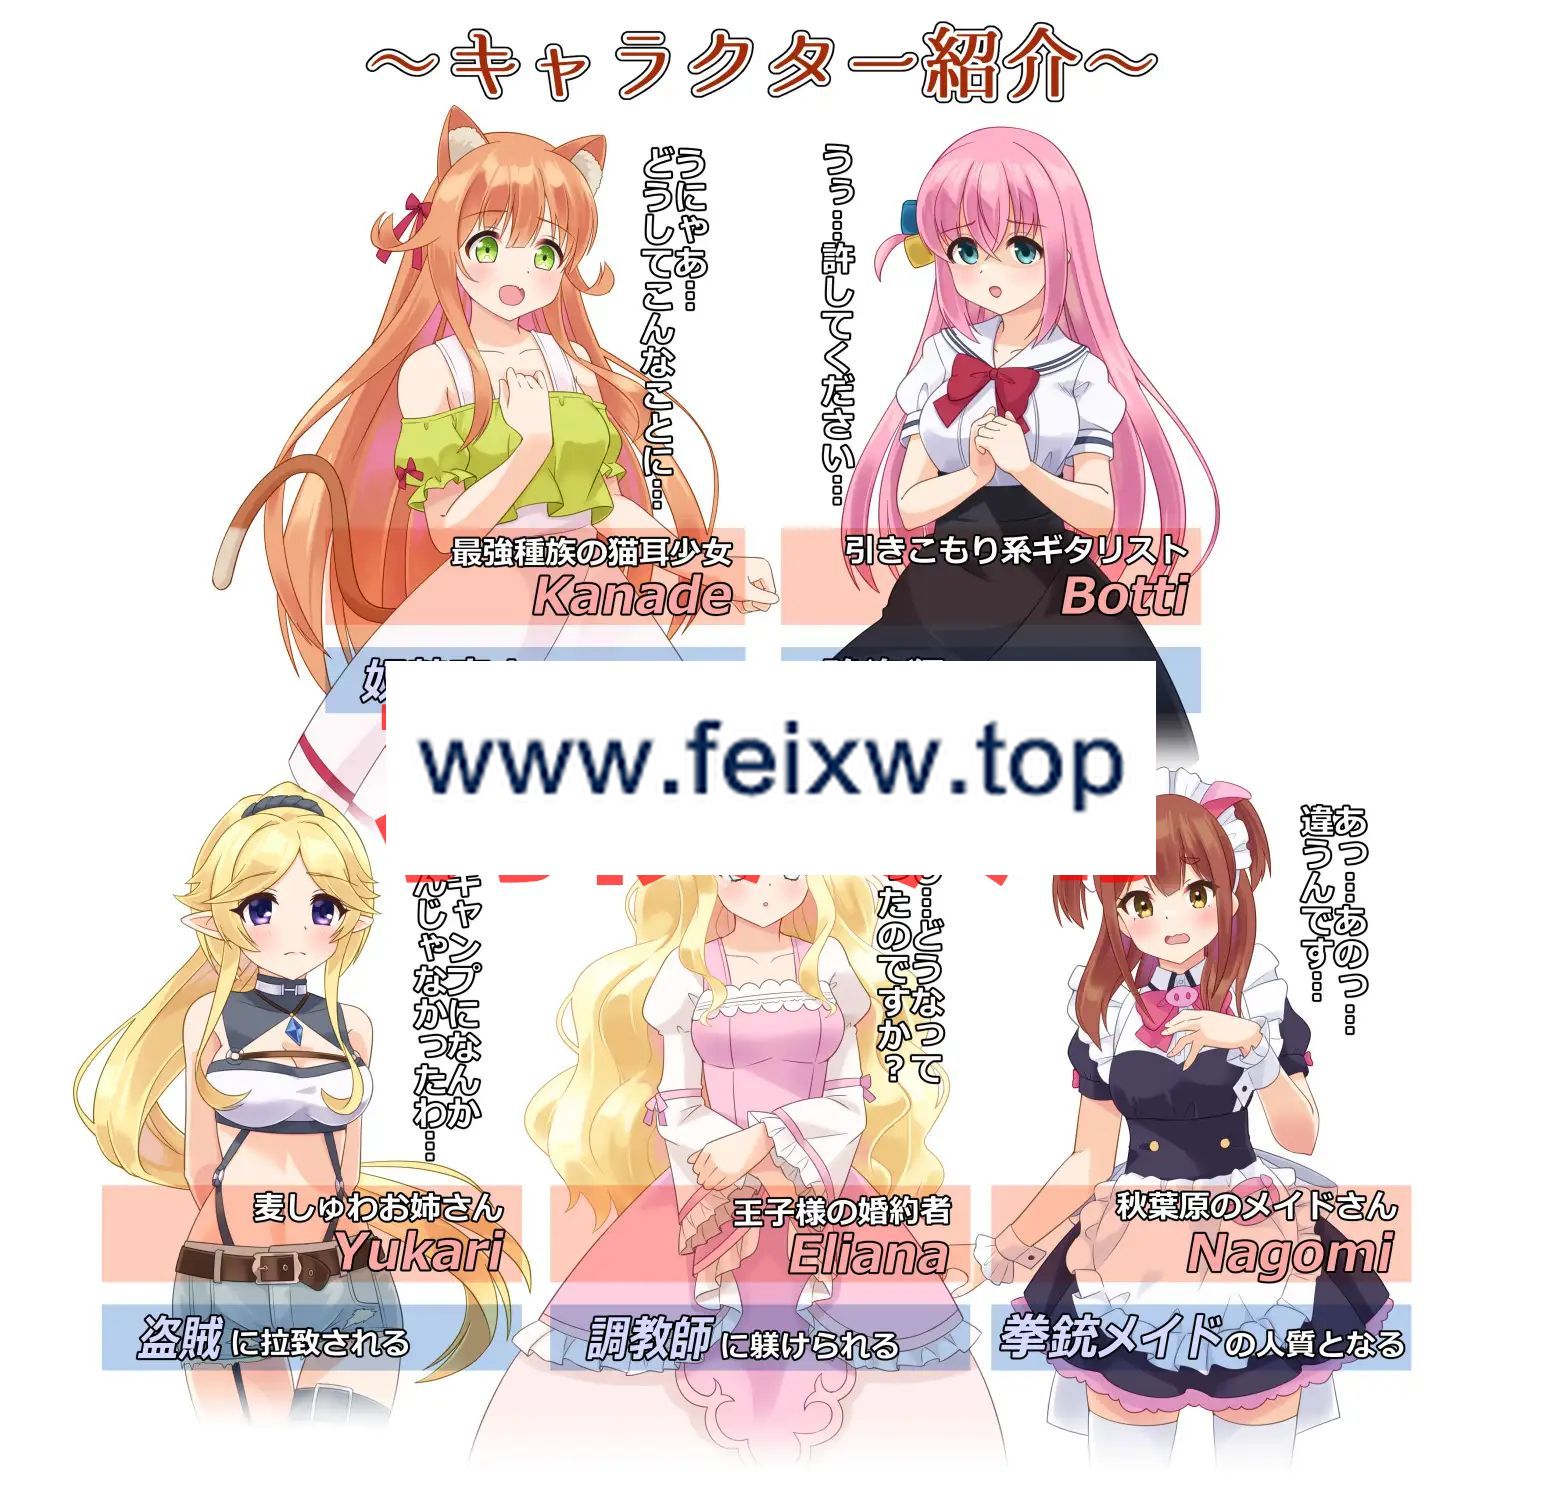 ～キャラクター紹介～
うにゃあ…
どうしてこんなことに…
うぅ…許してください…
最強種族の猫耳少女
Kanade
引きこもり系ギタリスト
Botti
www.feixw.top
キャンプになんか
んじゃなかったわ…
…どうなって
たのですか？
あっ…あのっ…
違うんです…
麦しゅわお姉さん
Yukari
盗賊に拉致される
王子様の婚約者
Eliana
調教師に躾けられる
秋葉原のメイドさん
Nagomi
拳銃メイドの人質となる